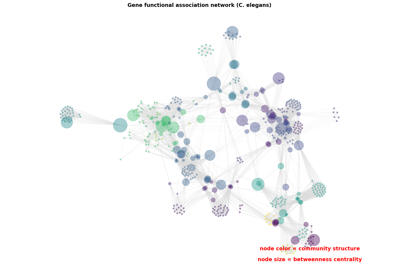 Gene functional association network (C. elegans)
node color = community structure
node size = betweenness centrality